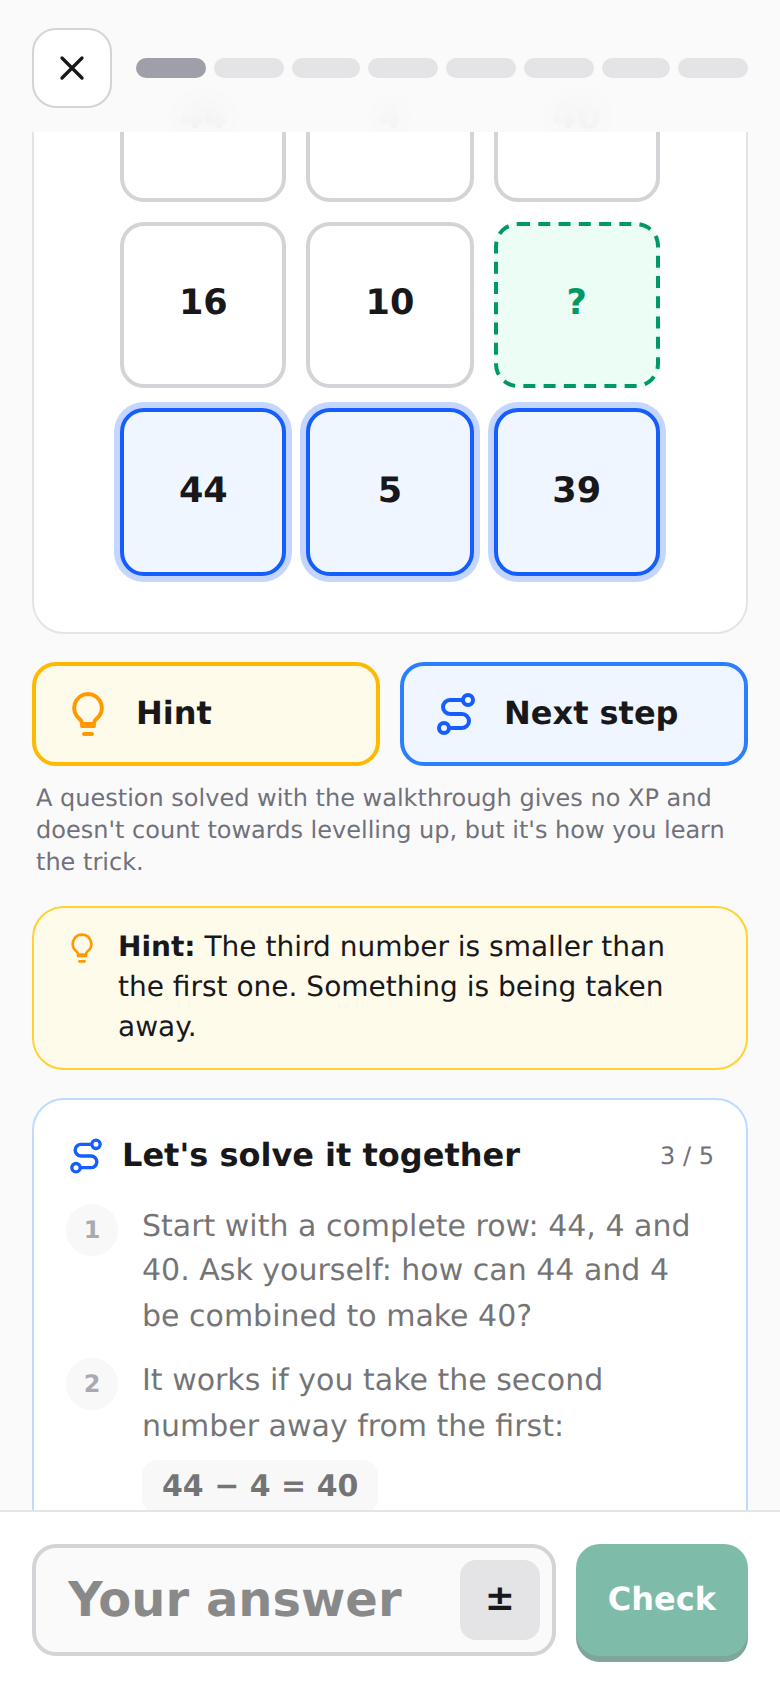 44 4 40
16 10 ?
44 5 39
Hint Next step
A question solved with the walkthrough gives no XP and
doesn't count towards levelling up, but it's how you learn
the trick.
Hint: The third number is smaller than
the first one. Something is being taken
away.
Let's solve it together 3 / 5
1 Start with a complete row: 44, 4 and
40. Ask yourself: how can 44 and 4
be combined to make 40?
2 It works if you take the second
number away from the first:
44 − 4 = 40
Your answer ± Check